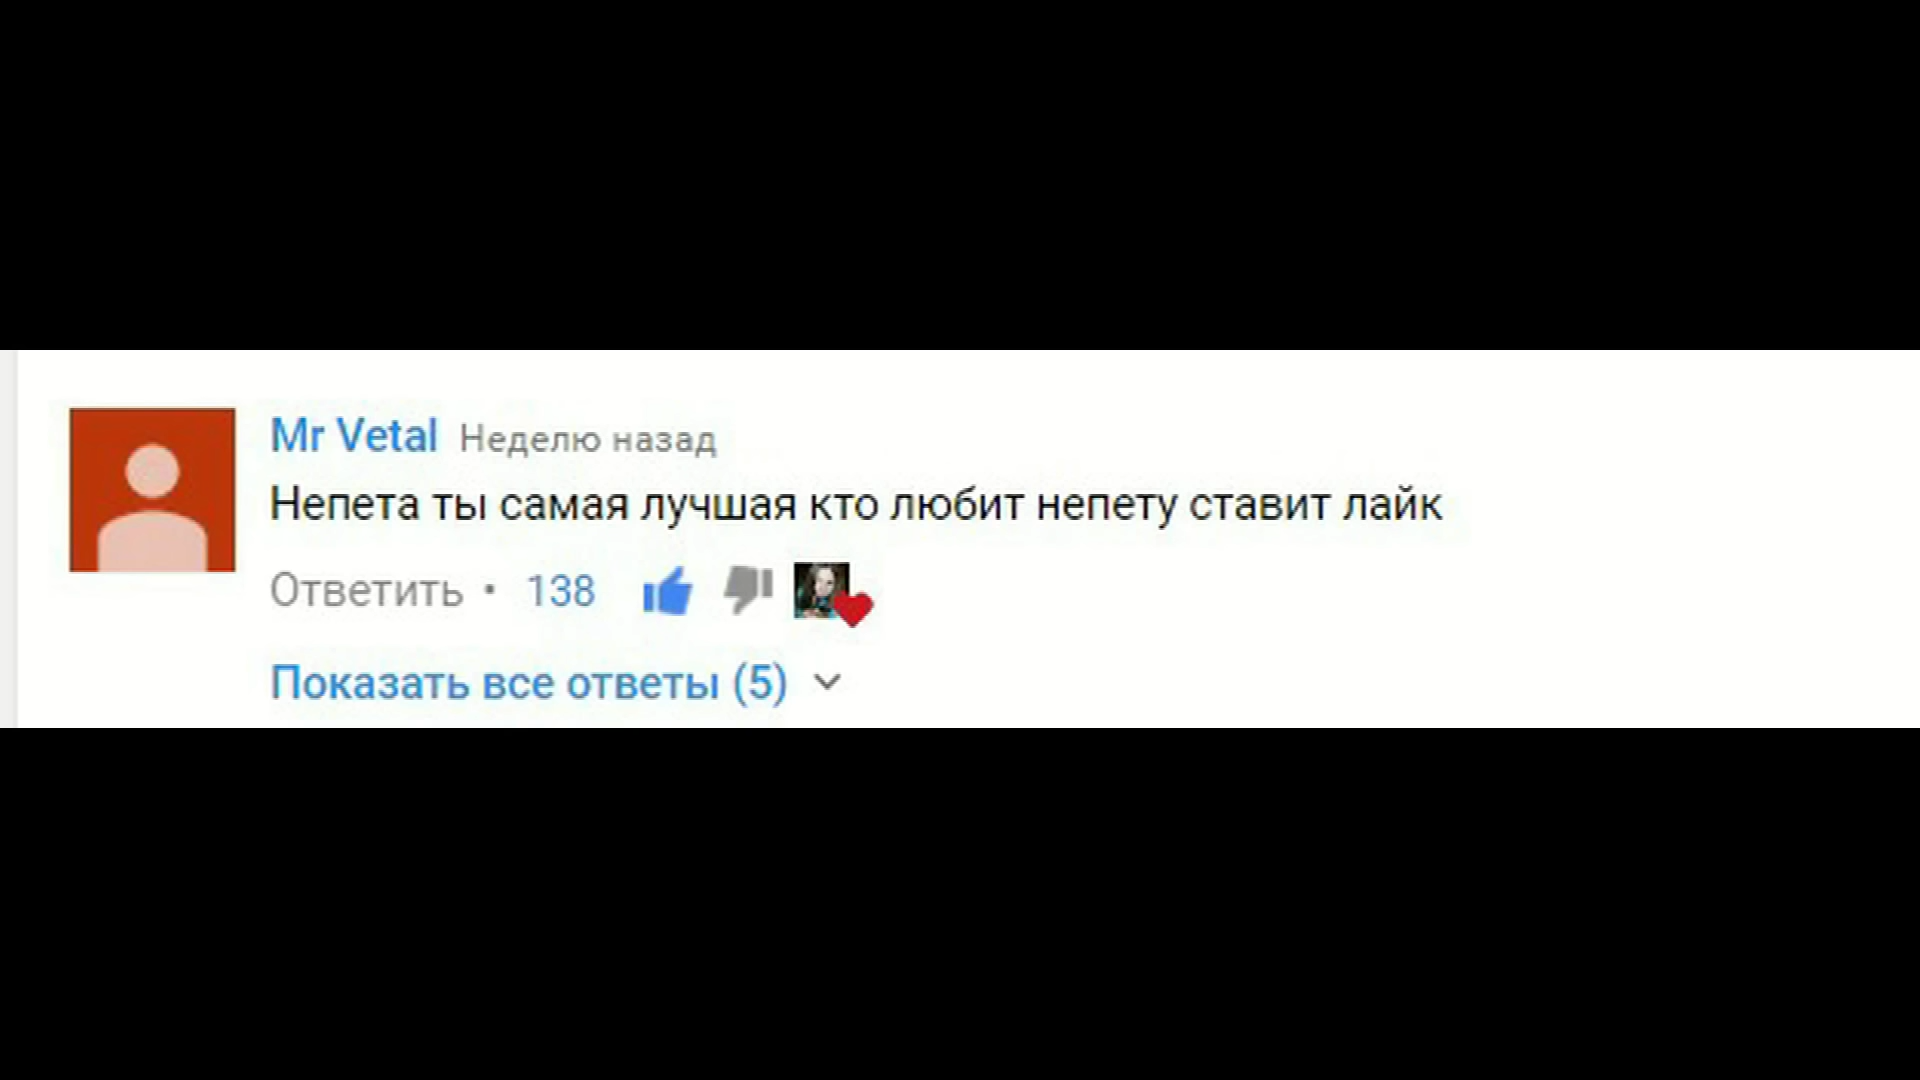 Mr Vetal Неделю назад
Непета ты самая лучшая кто любит непету ставит лайк
Ответить • 138
Показать все ответы (5)